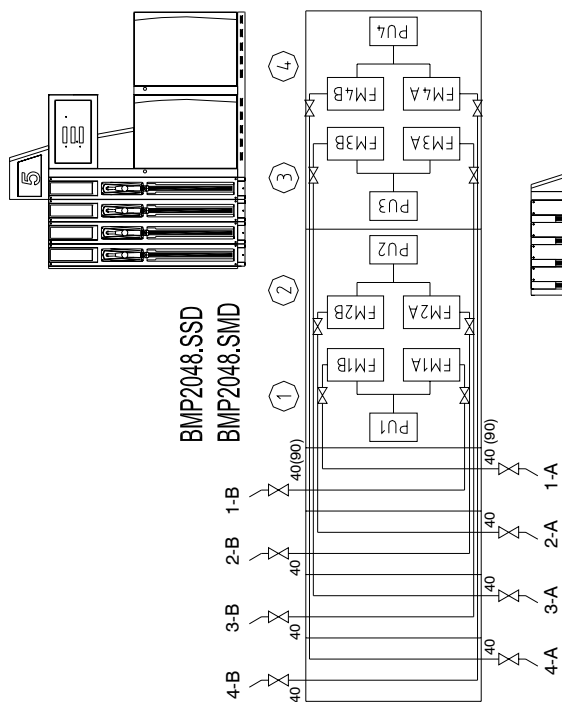 5
BMP2048.SSD
BMP2048.SMD
4
PU4
FM4B
FM4A
3
FM3B
FM3A
PU3
2
PU2
FM2B
FM2A
1
FM1B
FM1A
PU1
40(90)
40 (90)
1-B
1-A
40
40
2-B
2-A
40
40
3-B
3-A
40
40
4-B
4-A